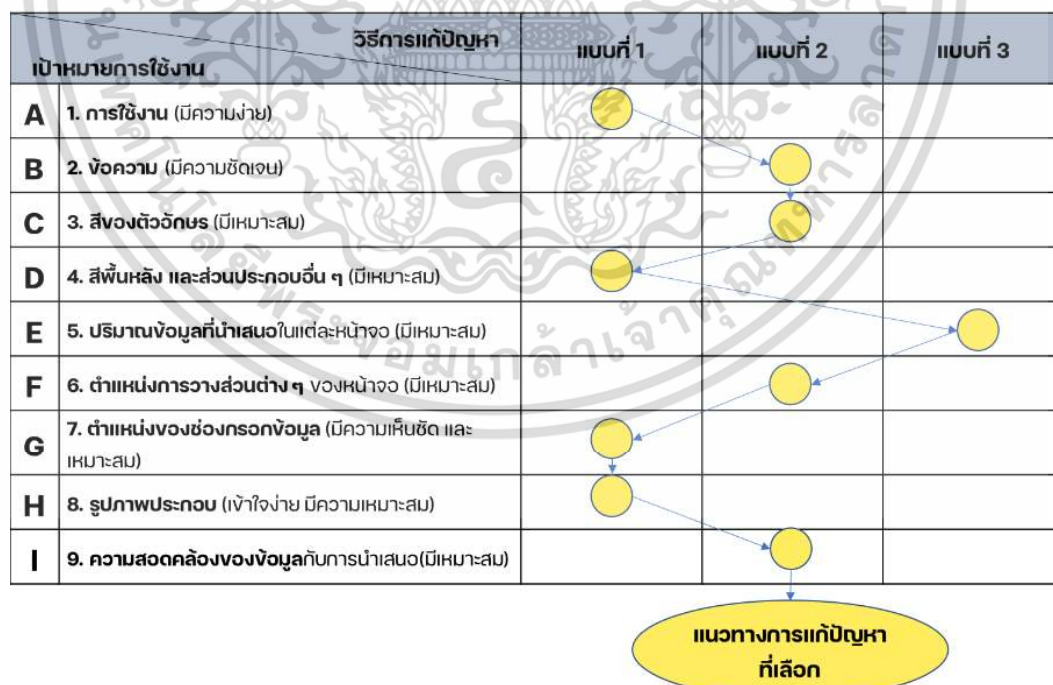 วิธีการแก้ปัญหา
เป้าหมายการใช้งาน
แบบที่ 1
แบบที่ 2
แบบที่ 3
A 1. การใช้งาน (มีความง่าย)
B 2. ข้อความ (มีความชัดเจน)
C 3. สีของตัวอักษร (มีเหมาะสม)
D 4. สีพื้นหลัง และส่วนประกอบอื่น ๆ (มีเหมาะสม)
E 5. ปริมาณข้อมูลที่นำเสนอในแต่ละหน้าจอ (มีเหมาะสม)
F 6. ตำแหน่งการวางส่วนต่าง ๆ ของหน้าจอ (มีเหมาะสม)
G 7. ตำแหน่งของช่องกรอกข้อมูล (มีความเห็นชัด และ
เหมาะสม)
H 8. รูปภาพประกอบ (เข้าใจง่าย มีความเหมาะสม)
I 9. ความสอดคล้องของข้อมูลกับการนำเสนอ(มีเหมาะสม)
แนวทางการแก้ปัญหา
ที่เลือก